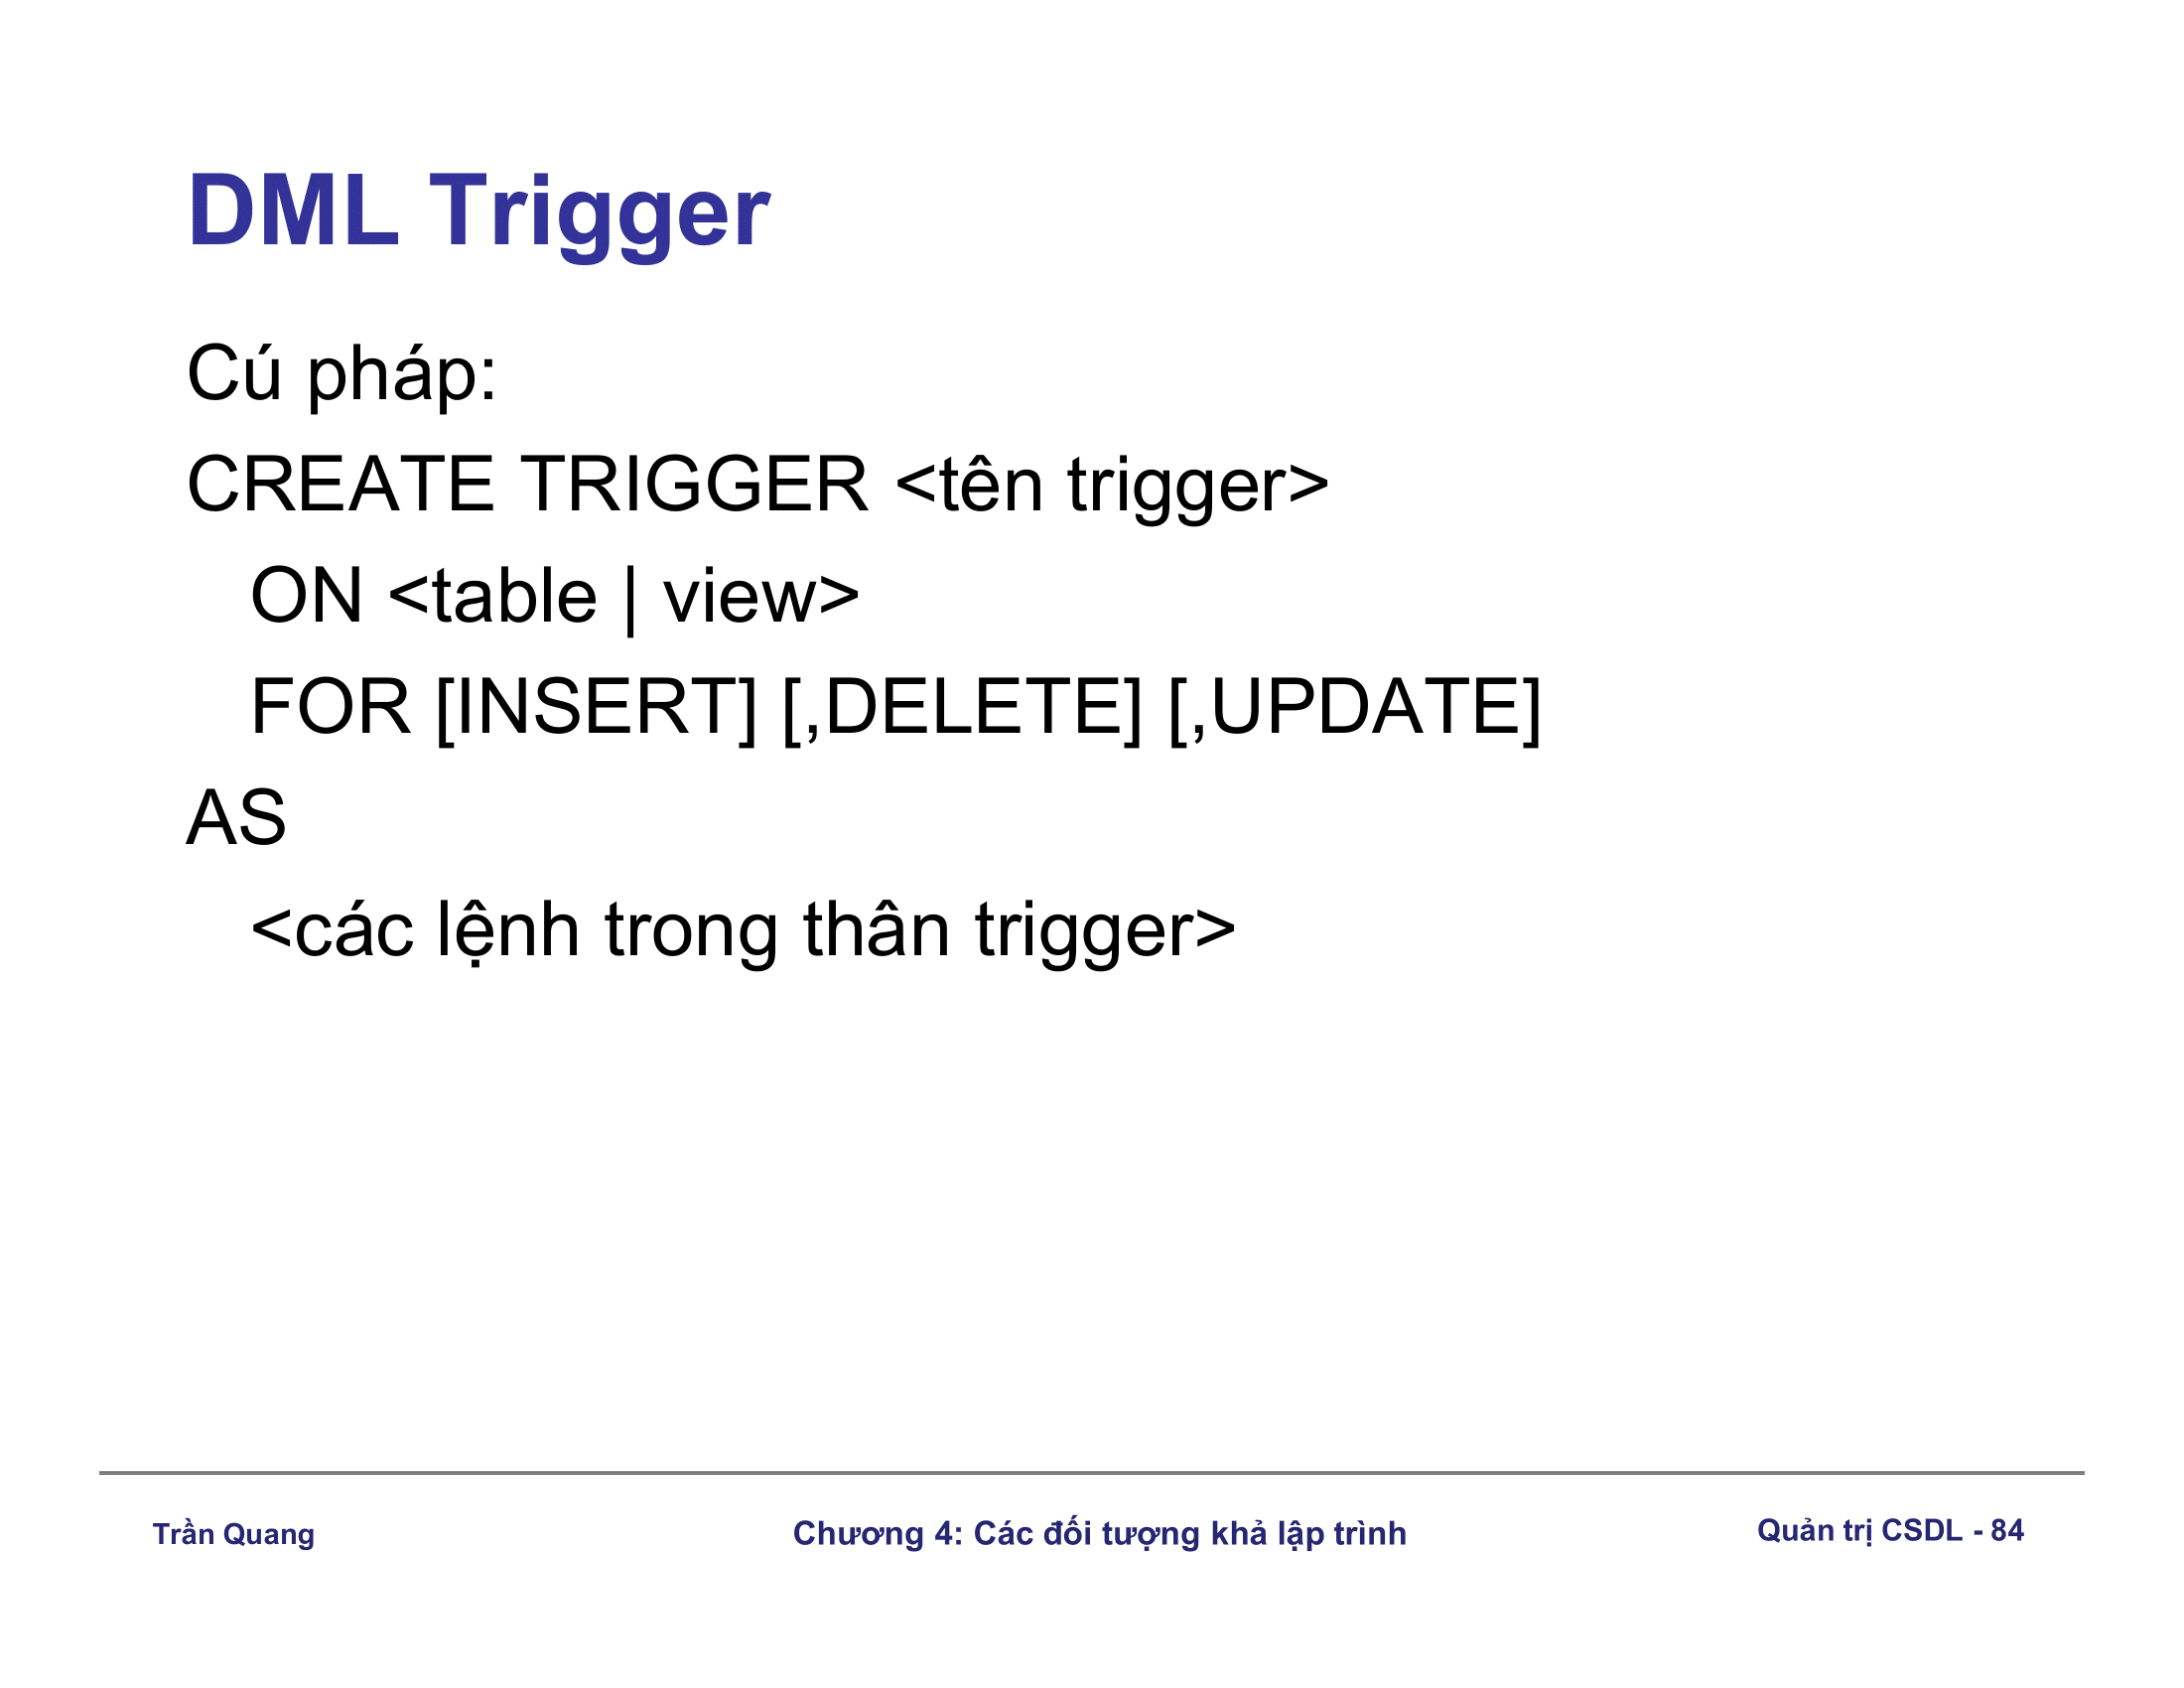 DML Trigger
Cú pháp:
CREATE TRIGGER <tên trigger>
ON <table | view>
FOR [INSERT] [,DELETE] [,UPDATE]
AS
<các lệnh trong thân trigger>
Trần Quang
Chương 4: Các đối tượng khả lập trình
Quản trị CSDL - 84